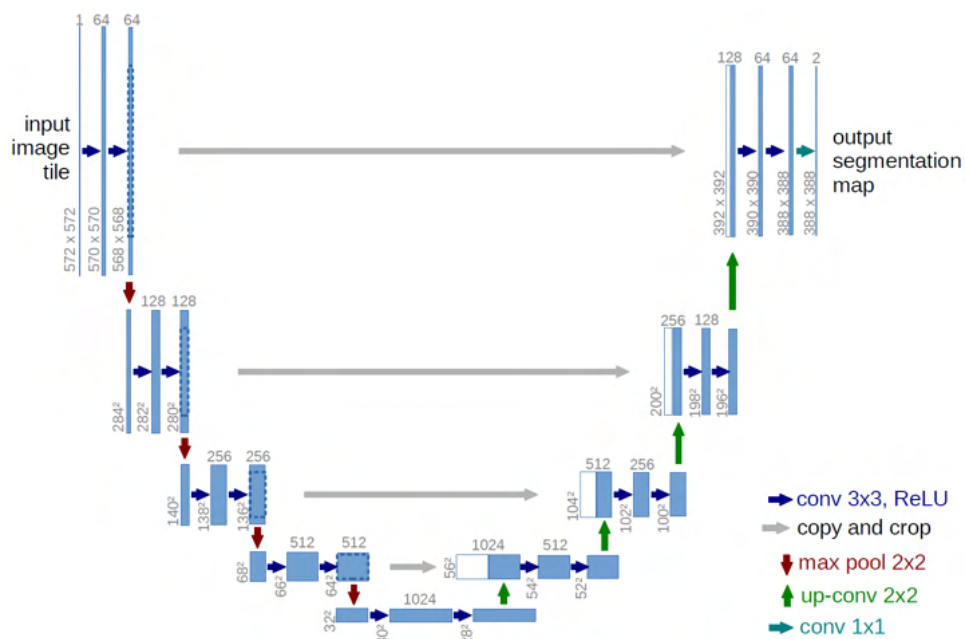 1 64 64
128 64 64 2
input
image
tile
output
segmentation
map
572 x 572
570 x 570
568 x 568
392 x 392
390 x 390
388 x 388
388 x 388
128 128
256 128
284²
282²
280²
200²
198²
196²
256 256
512 256
140²
138²
136²
104²
102²
100²
conv 3x3, ReLU
copy and crop
max pool 2x2
up-conv 2x2
conv 1x1
512 512
1024 512
68²
66²
64²
56²
54²
52²
1024
32²